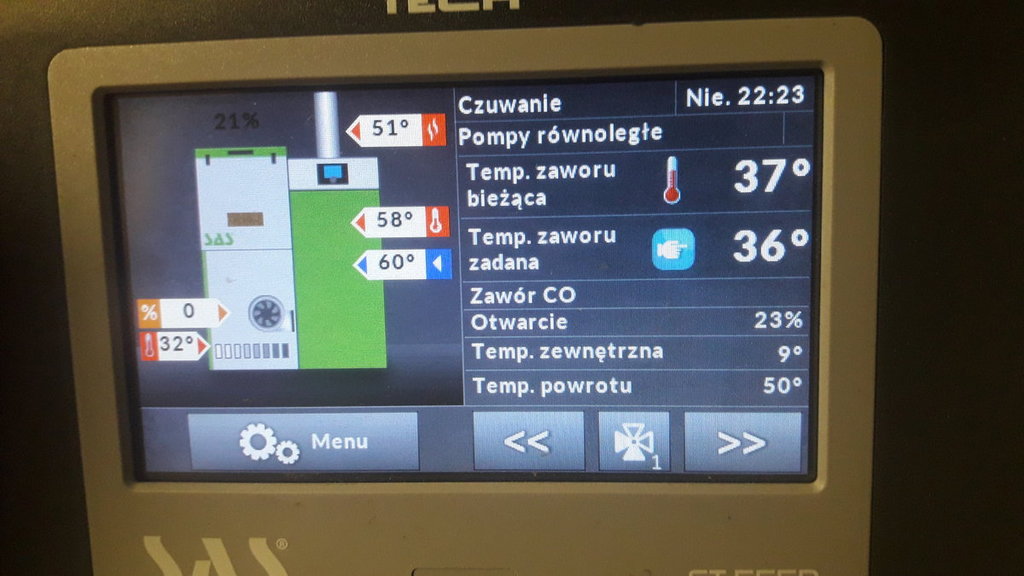 TECH
Czuwanie
Nie. 22:23
Pompy równoległe
21%
51°
Temp. zaworu
bieżąca
37°
SAS
58°
60°
Temp. zaworu
zadana
36°
Zawór CO
% 0
Otwarcie 23%
32°
Temp. zewnętrzna 9°
Temp. powrotu 50°
Menu
<<
1
>>
SAS®